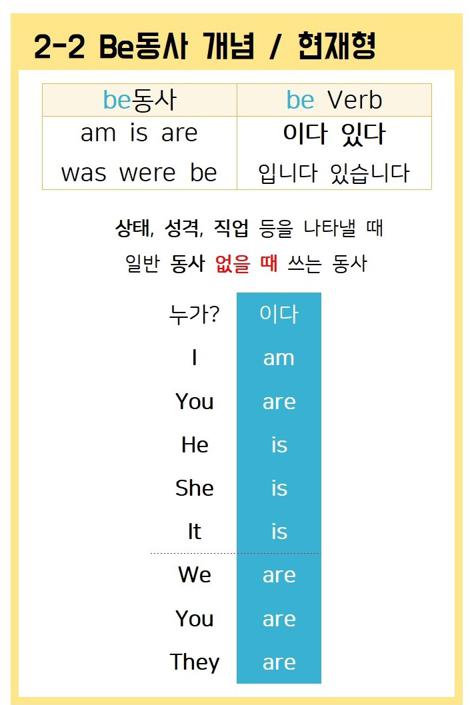 2-2 Be동사 개념 / 현재형
be동사 be Verb
am is are 이다 있다
was were be 입니다 있습니다
상태, 성격, 직업 등을 나타낼 때
일반 동사 없을 때 쓰는 동사
누가? 이다
I am
You are
He is
She is
It is
We are
You are
They are